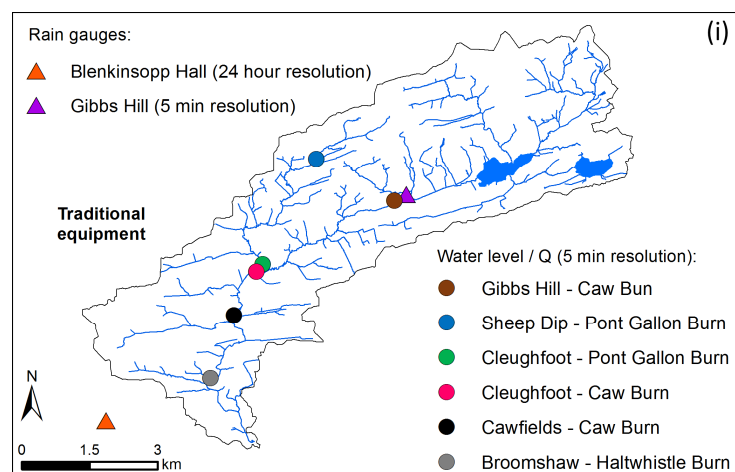 (i)
Rain gauges:
Blenkinsopp Hall (24 hour resolution)
Gibbs Hill (5 min resolution)
Traditional
equipment
Water level / Q (5 min resolution):
Gibbs Hill - Caw Bun
Sheep Dip - Pont Gallon Burn
Cleughfoot - Pont Gallon Burn
Cleughfoot - Caw Burn
Cawfields - Caw Burn
Broomshaw - Haltwhistle Burn
N
0 1.5 3
km